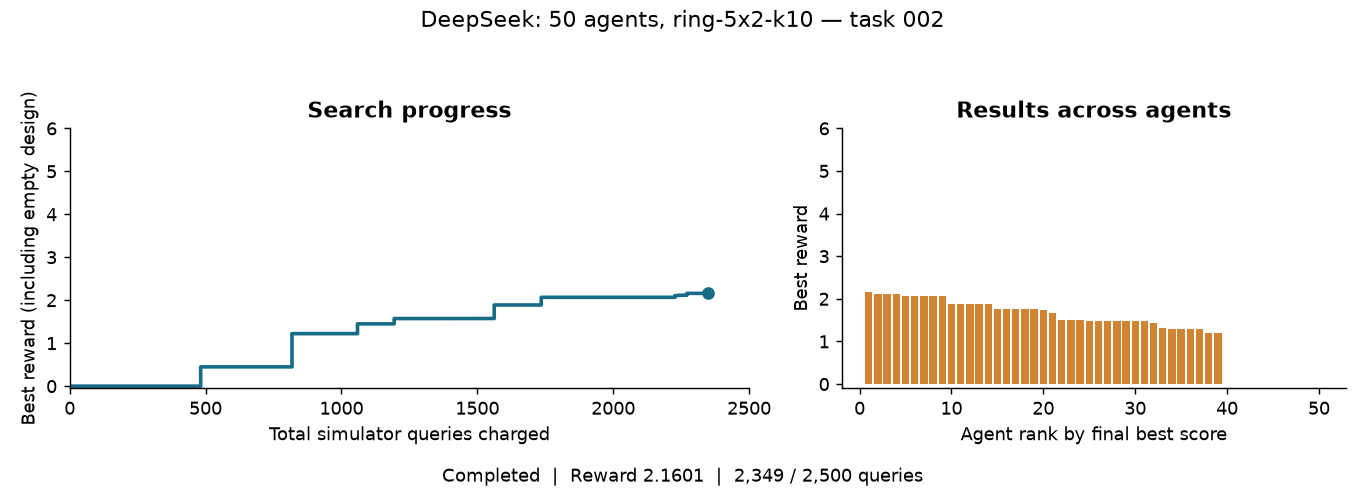 DeepSeek: 50 agents, ring-5x2-k10 — task 002
Search progress
Best reward (including empty design)
6
5
4
3
2
1
0
0 500 1000 1500 2000 2500
Total simulator queries charged
Results across agents
Best reward
6
5
4
3
2
1
0
0 10 20 30 40 50
Agent rank by final best score
Completed | Reward 2.1601 | 2,349 / 2,500 queries